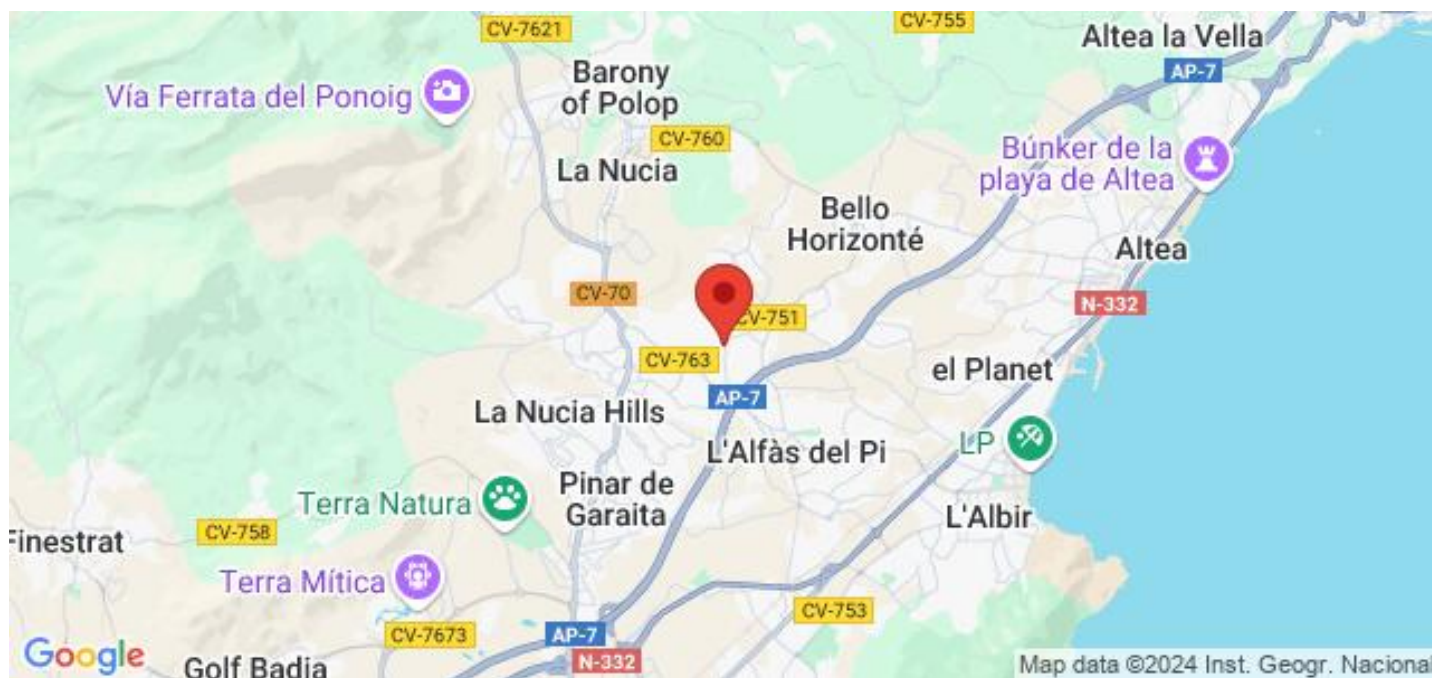 CV-7621
CV-755
Altea la Vella
AP-7
Barony
of Polop
Vía Ferrata del Ponoig
CV-760
La Nucia
Búnker de la
playa de Altea
Bello
Horizonté
Altea
CV-70
N-332
CV-751
CV-763
el Planet
AP-7
La Nucia Hills
LP
L'Alfàs del Pi
Terra Natura
Pinar de
Garaita
L'Albir
CV-758
Finestrat
Terra Mítica
CV-753
CV-7673
AP-7
N-332
Google
Golf Badia
Map data ©2024 Inst. Geogr. Nacional